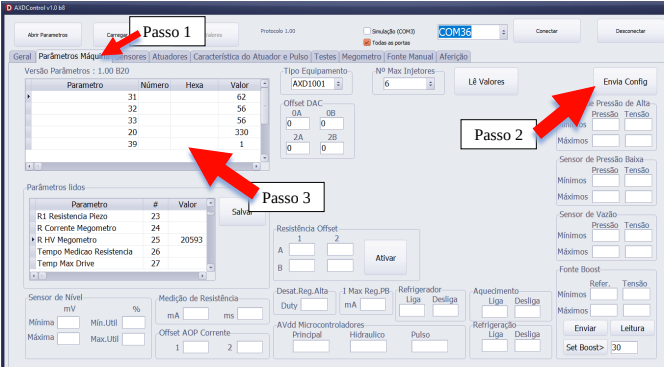 AXDControl v1.0 b8
Abrir Parametros
Passo 1
Protocolo 1.00
Simulação (COM3)
Todas as portas
COM36
Conectar
Desconectar
Geral Parâmetros Máquina Sensores Atuadores Característica do Atuador e Pulso Testes Megometro Fonte Manual Aferição
Versão Parâmetros : 1.00 B20
Parametro Número Hexa Valor
31 62
32 56
33 56
20 330
39 1
Tipo Equipamento
AXD1001
Nº Max Injetores
6
Lê Valores
Envia Config
Offset DAC
0A 0B
0 0
2A 2B
0 0
Passo 2
de Pressão de Alta
Pressão Tensão
Mínimos
Máximos
Sensor de Pressão Baixa
Pressão Tensão
Mínimos
Máximos
Passo 3
Parâmetros lidos
Parametro # Valor
R1 Resistencia Piezo 23
R Corrente Megometro 24
R HV Megometro 25 20593
Tempo Medicao Resistencia 26
Temp Max Drive 27
Salvar
Resistência Offset
1 2
A
B
Ativar
Sensor de Vazão
Pressão Tensão
Mínimos
Máximos
Fonte Boost
Refer. Tensão
Mínimos
Máximos
Enviar Leitura
Set Boost> 30
Sensor de Nível
mV %
Mínima Mín.Util
Máxima Max.Util
Medição de Resistência
mA ms
Offset AOP Corrente
1 2
Desat.Reg.Alta
Duty
I Max Reg.PB
mA
Refrigerador
Liga Desliga
Aquecimento
Liga Desliga
AVdd Microcontroladores
Principal Hidraulico Pulso
Refrigeração
Liga Desliga